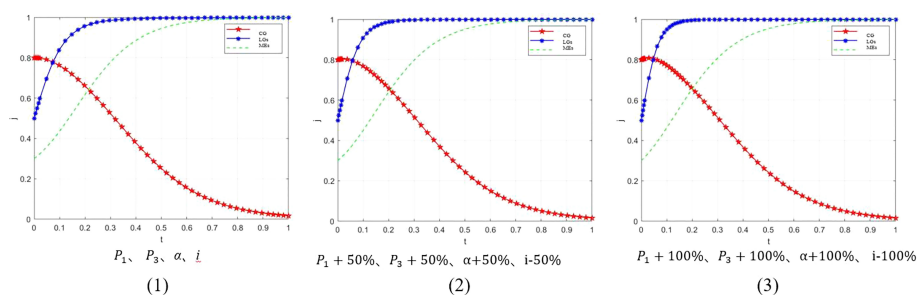 1
0.8
0.6
0.4
0.2
0
j
0 0.1 0.2 0.3 0.4 0.5 0.6 0.7 0.8 0.9 1
t
CG
LGs
MEs
P₁、 P₃、 α、 i
(1)
1
0.8
0.6
0.4
0.2
0
j
0 0.1 0.2 0.3 0.4 0.5 0.6 0.7 0.8 0.9 1
t
CG
LGs
MEs
P₁ + 50%、 P₃ + 50%、 α+50%、 i-50%
(2)
1
0.8
0.6
0.4
0.2
0
j
0 0.1 0.2 0.3 0.4 0.5 0.6 0.7 0.8 0.9 1
t
CG
LGs
MEs
P₁ + 100%、 P₃ + 100%、 α+100%、 i-100%
(3)